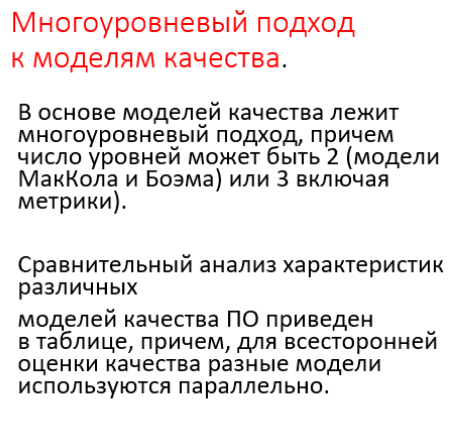 Многоуровневый подход
к моделям качества.
В основе моделей качества лежит
многоуровневый подход, причем
число уровней может быть 2 (модели
МакКола и Боэма) или 3 включая
метрики).
Сравнительный анализ характеристик
различных
моделей качества ПО приведен
в таблице, причем, для всесторонней
оценки качества разные модели
используются параллельно.